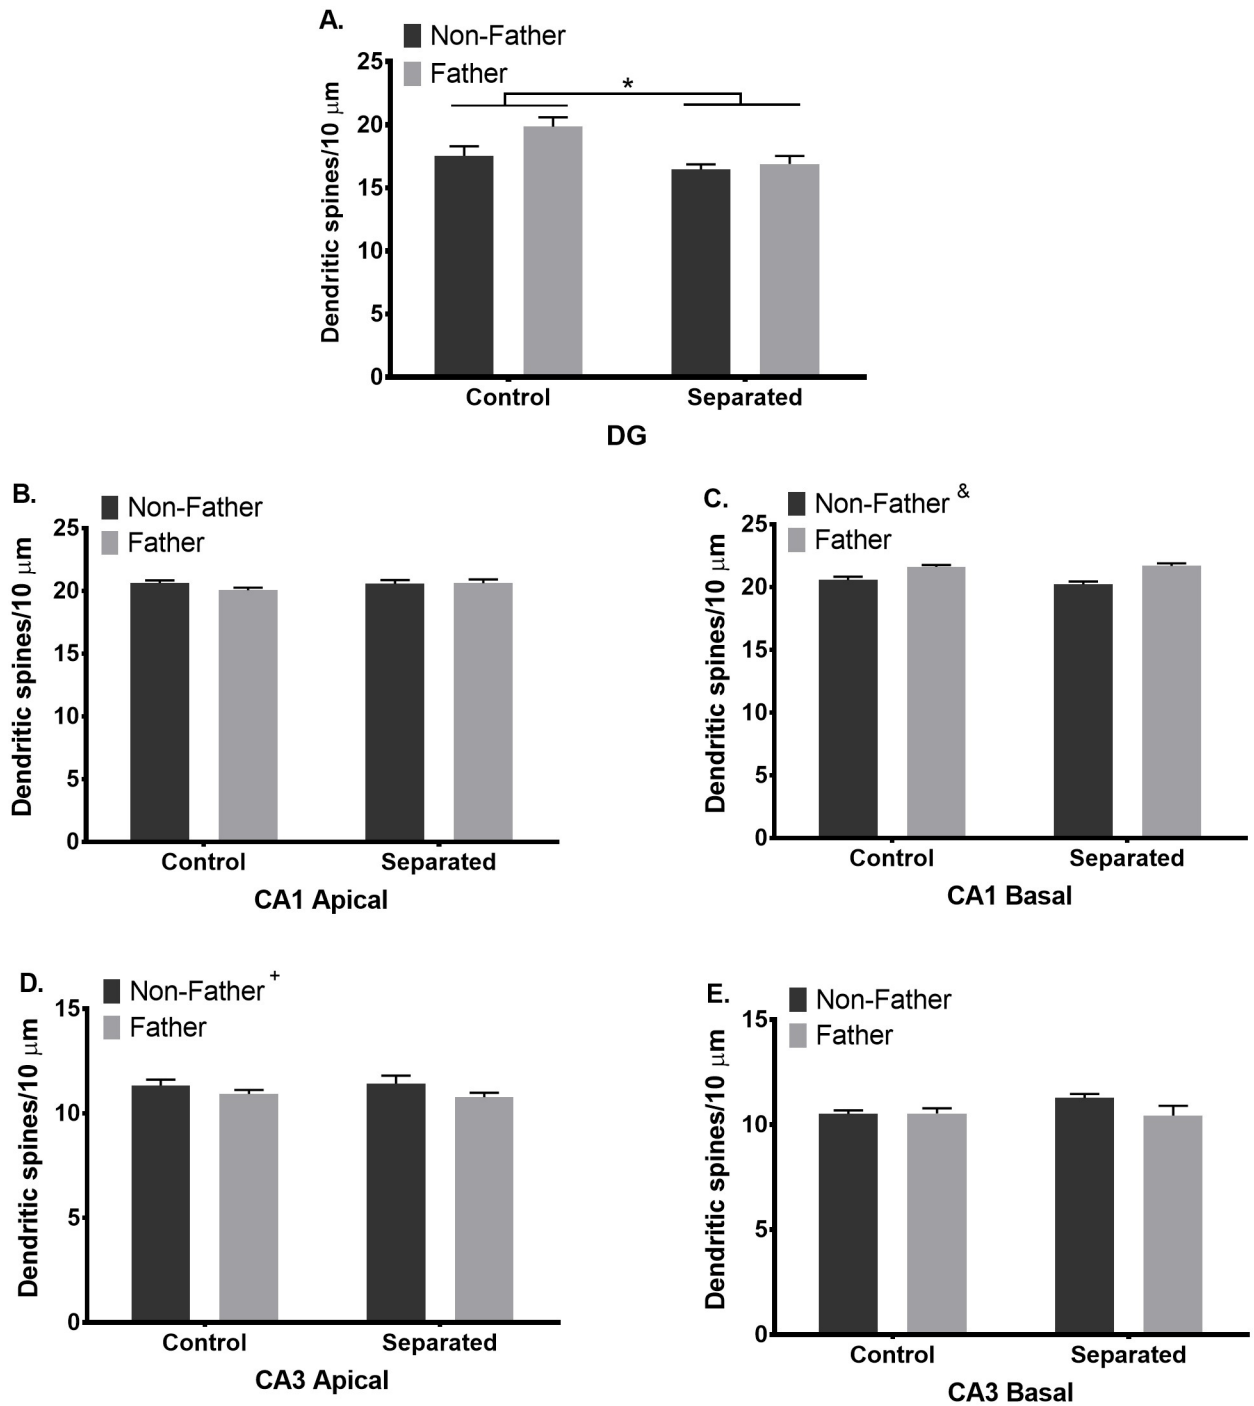 A.
Non-Father
Father
*
Dendritic spines/10 μm
25
20
15
10
5
0
Control Separated
DG
B.
Non-Father
Father
Dendritic spines/10 μm
25
20
15
10
5
0
Control Separated
CA1 Apical
C.
Non-Father &
Father
Dendritic spines/10 μm
25
20
15
10
5
0
Control Separated
CA1 Basal
D.
Non-Father +
Father
Dendritic spines/10 μm
15
10
5
0
Control Separated
CA3 Apical
E.
Non-Father
Father
Dendritic spines/10 μm
15
10
5
0
Control Separated
CA3 Basal